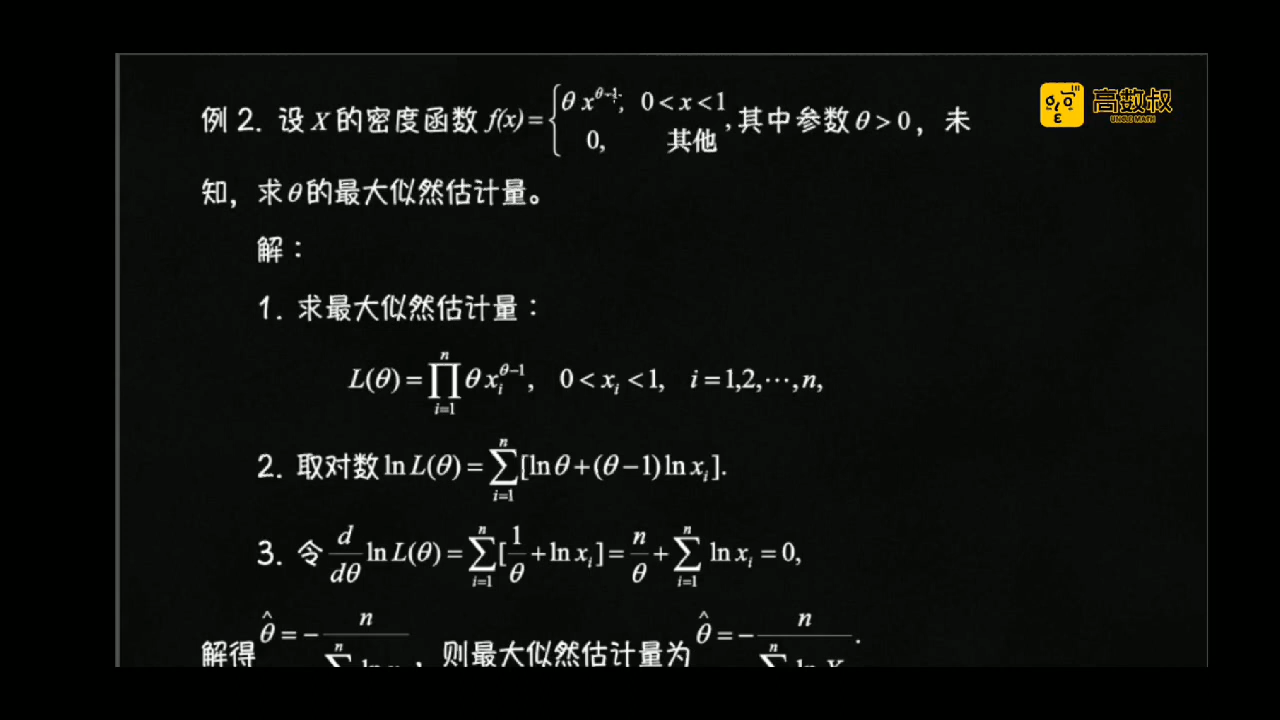 例 2. 设 X 的密度函数 f(x) = { θ x^{θ-1}, 0 < x < 1
0, 其他 , 其中参数 θ > 0, 未
高数叔
UNCLE MATH
知, 求 θ 的最大似然估计量。
解:
1. 求最大似然估计量:
L(θ) = ∏_{i=1}^{n} θ x_i^{θ-1}, 0 < x_i < 1, i = 1,2,⋯,n,
2. 取对数 ln L(θ) = ∑_{i=1}^{n} [ln θ + (θ − 1) ln x_i].
3. 令 d/dθ ln L(θ) = ∑_{i=1}^{n} [1/θ + ln x_i] = n/θ + ∑_{i=1}^{n} ln x_i = 0,
解得 θ̂ = − n / ∑^{n} ln , 则最大似然估计量为 θ̂ = − n / ∑^{n} ln X .